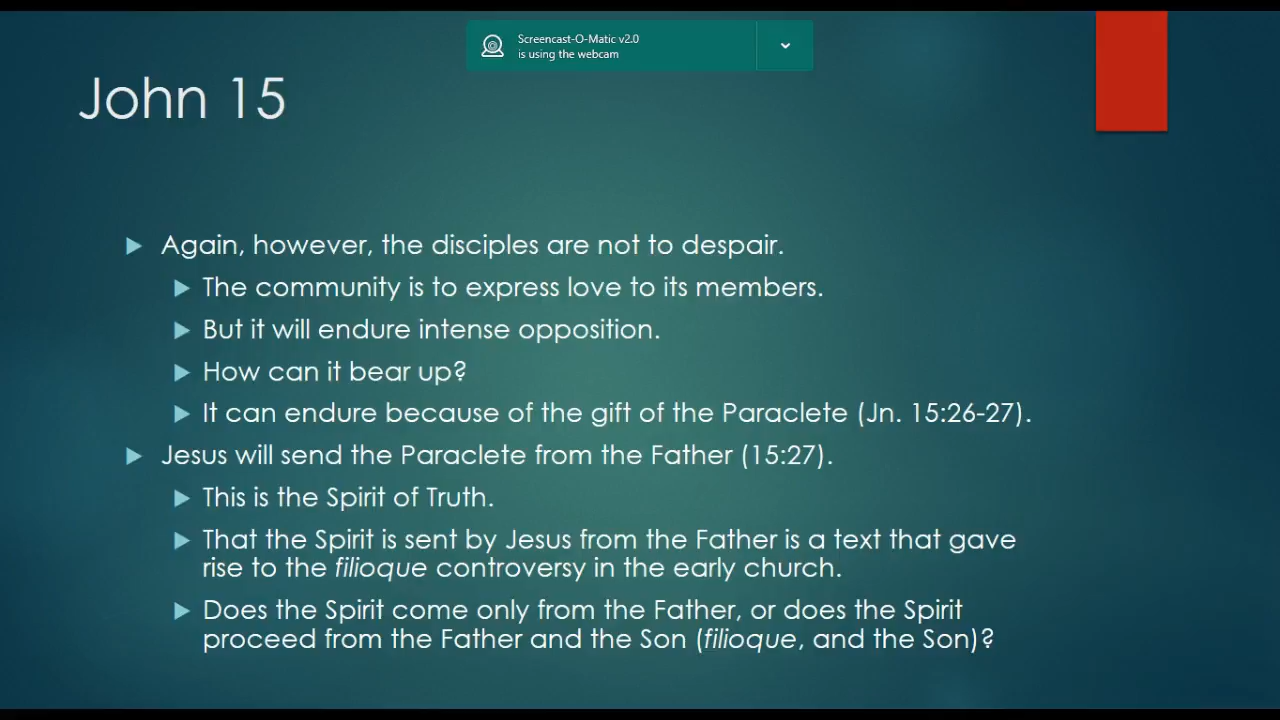 Screencast-O-Matic v2.0
is using the webcam
John 15
Again, however, the disciples are not to despair.
The community is to express love to its members.
But it will endure intense opposition.
How can it bear up?
It can endure because of the gift of the Paraclete (Jn. 15:26-27).
Jesus will send the Paraclete from the Father (15:27).
This is the Spirit of Truth.
That the Spirit is sent by Jesus from the Father is a text that gave
rise to the filioque controversy in the early church.
Does the Spirit come only from the Father, or does the Spirit
proceed from the Father and the Son (filioque, and the Son)?